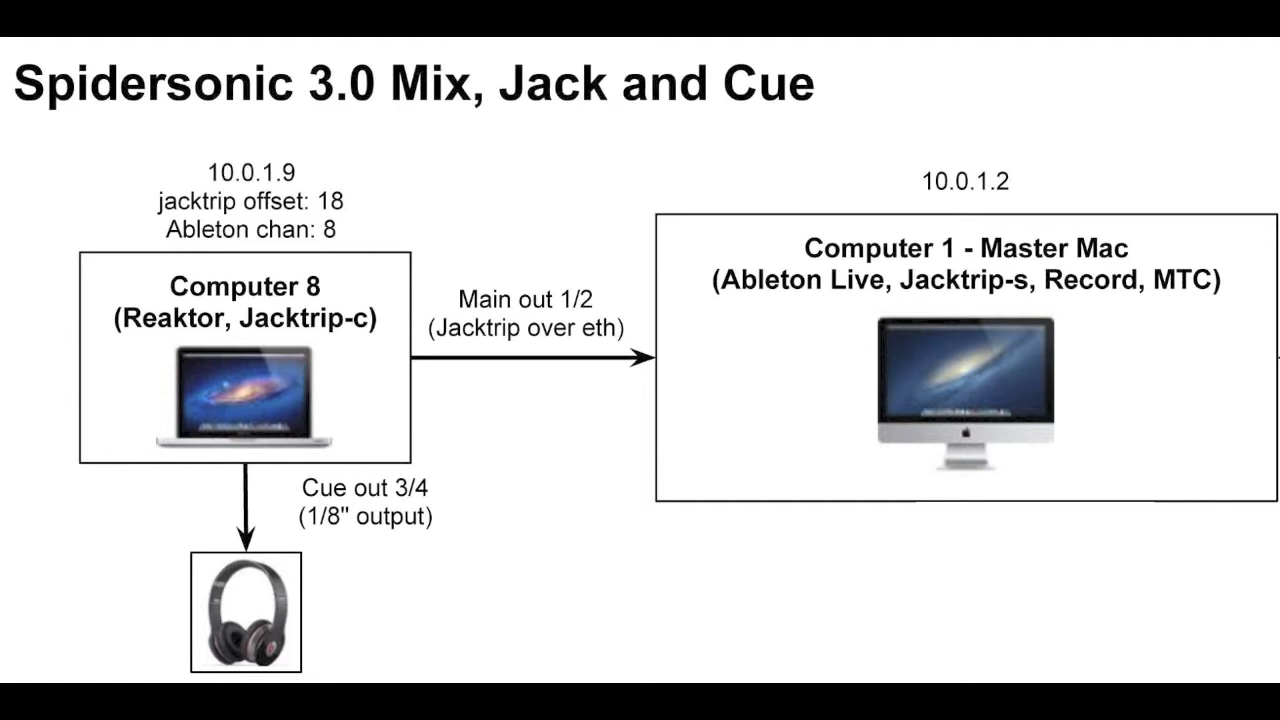 Spidersonic 3.0 Mix, Jack and Cue
10.0.1.9
jacktrip offset: 18
Ableton chan: 8
Computer 8
(Reaktor, Jacktrip-c)
Main out 1/2
(Jacktrip over eth)
10.0.1.2
Computer 1 - Master Mac
(Ableton Live, Jacktrip-s, Record, MTC)
Cue out 3/4
(1/8" output)